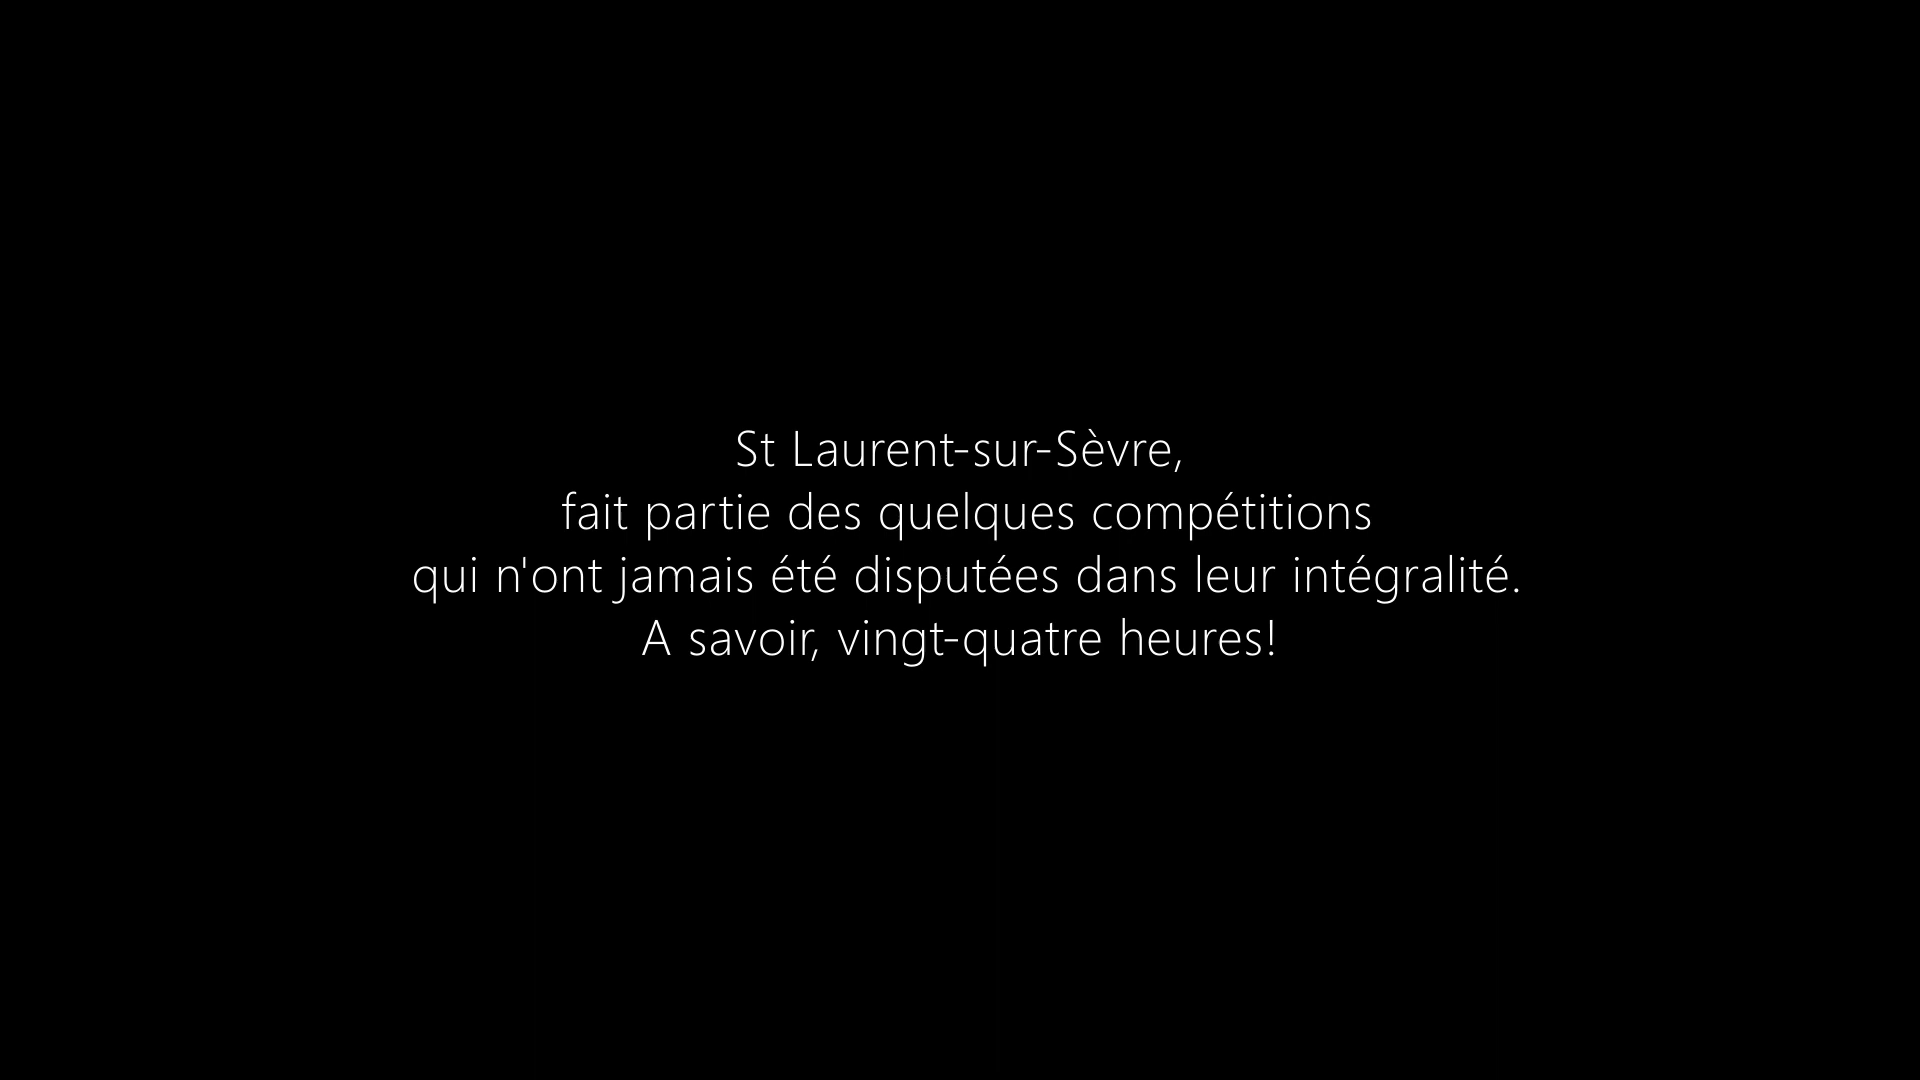 St Laurent-sur-Sèvre,
fait partie des quelques compétitions
qui n'ont jamais été disputées dans leur intégralité.
A savoir, vingt-quatre heures!